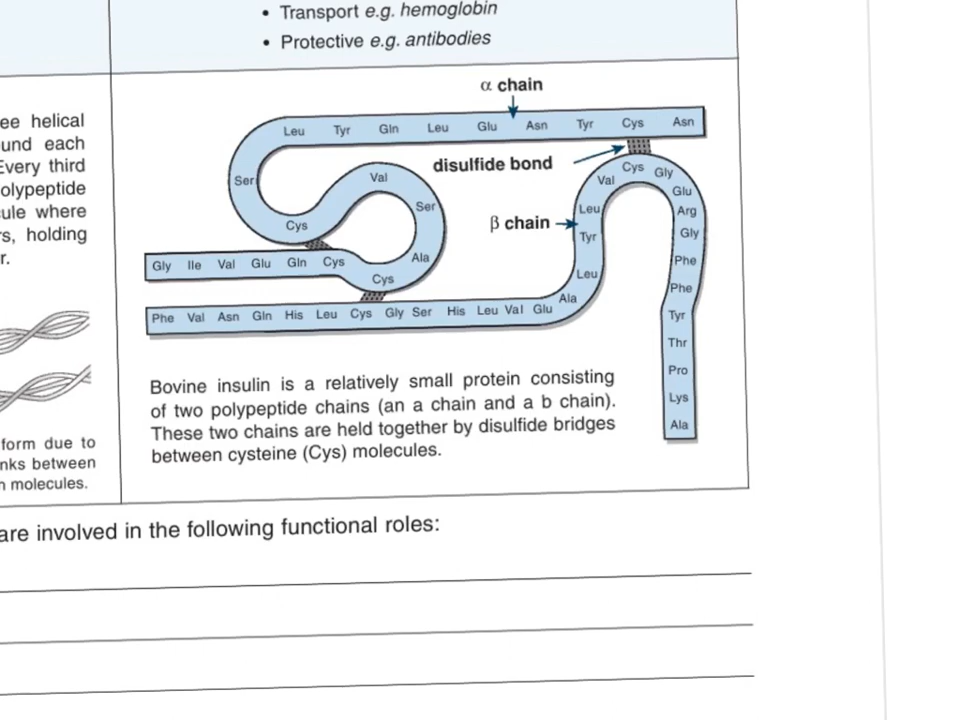 • Transport e.g. hemoglobin
• Protective e.g. antibodies
ee helical
und each
Every third
olypeptide
ule where
rs, holding
r.
form due to
nks between
n molecules.
α chain
Leu Tyr Gln Leu Glu Asn Tyr Cys Asn
disulfide bond
Ser
Cys
Val
Ser
Ala
Cys
Gly Ile Val Glu Gln Cys
β chain
Phe Val Asn Gln His Leu Cys Gly Ser His Leu Val Glu Ala
Leu
Tyr
Leu
Val
Cys
Gly
Glu
Arg
Gly
Phe
Phe
Tyr
Thr
Pro
Lys
Ala
Bovine insulin is a relatively small protein consisting
of two polypeptide chains (an a chain and a b chain).
These two chains are held together by disulfide bridges
between cysteine (Cys) molecules.
are involved in the following functional roles: